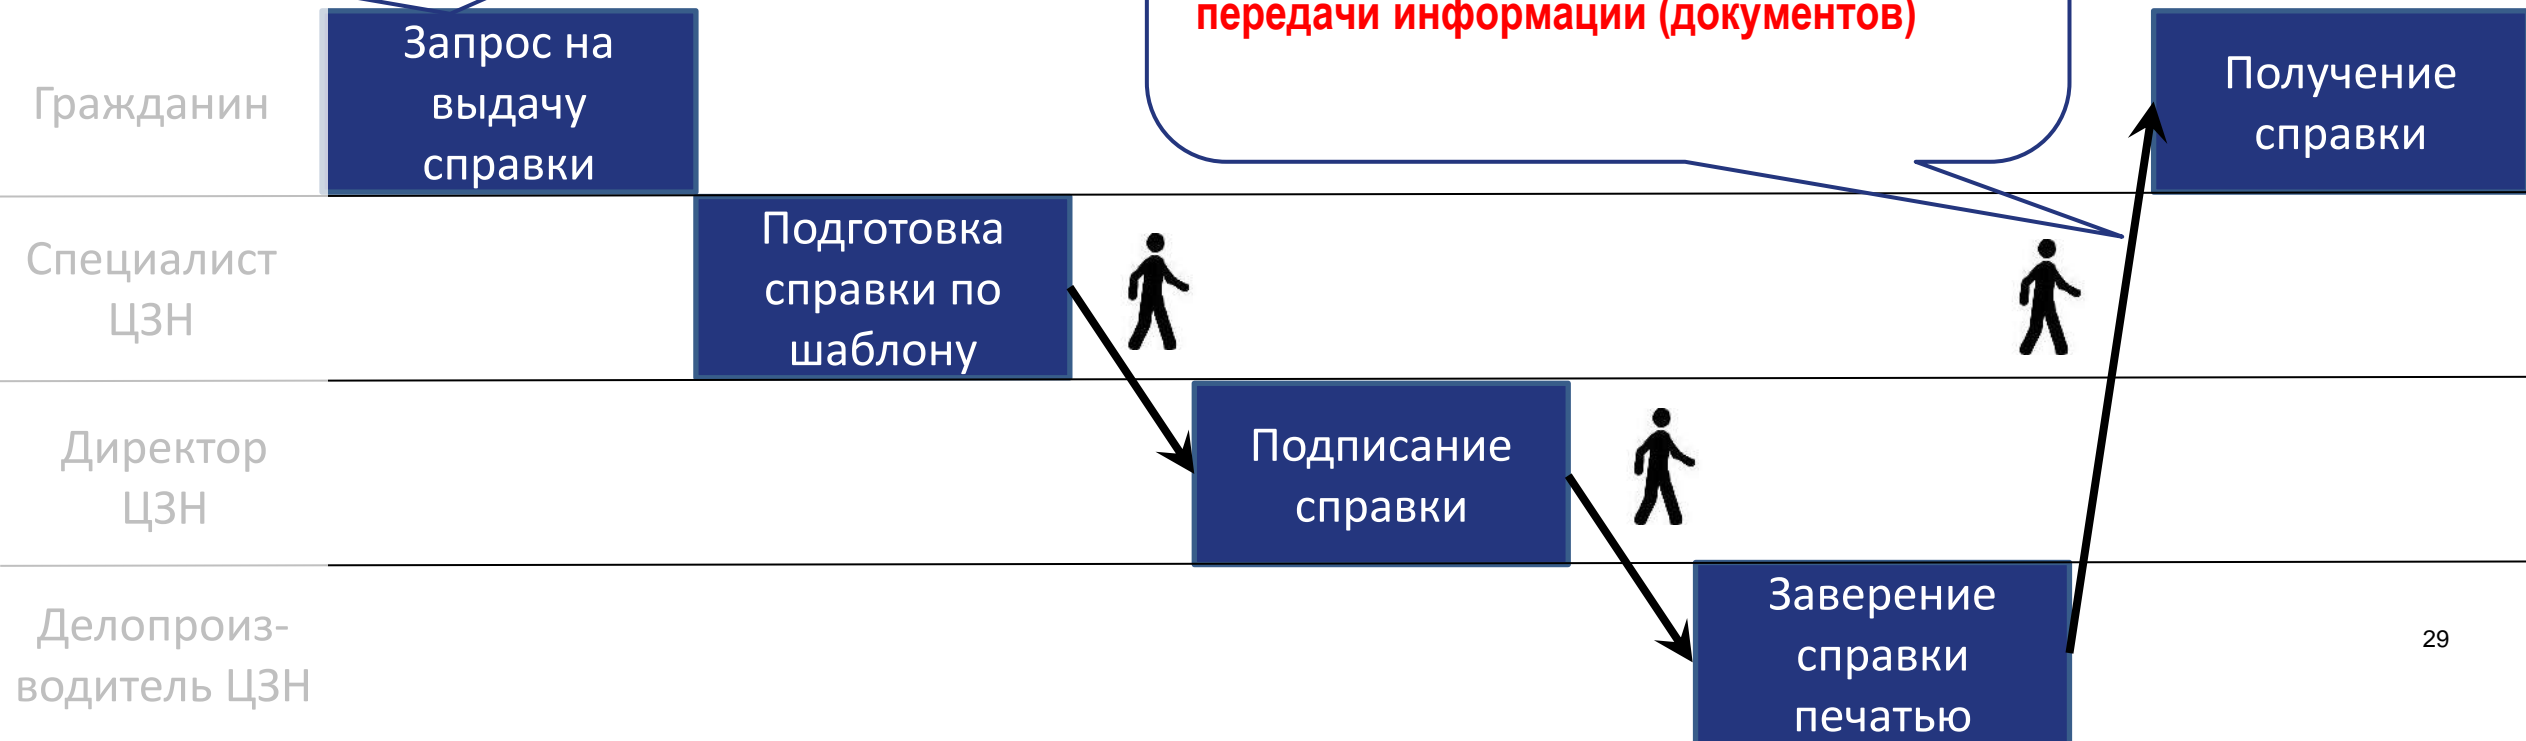 передачи информации (документов)
Гражданин
Запрос на
выдачу
справки
Получение
справки
Специалист
ЦЗН
Подготовка
справки по
шаблону
Директор
ЦЗН
Подписание
справки
Делопроиз-
водитель ЦЗН
Заверение
справки
печатью
29